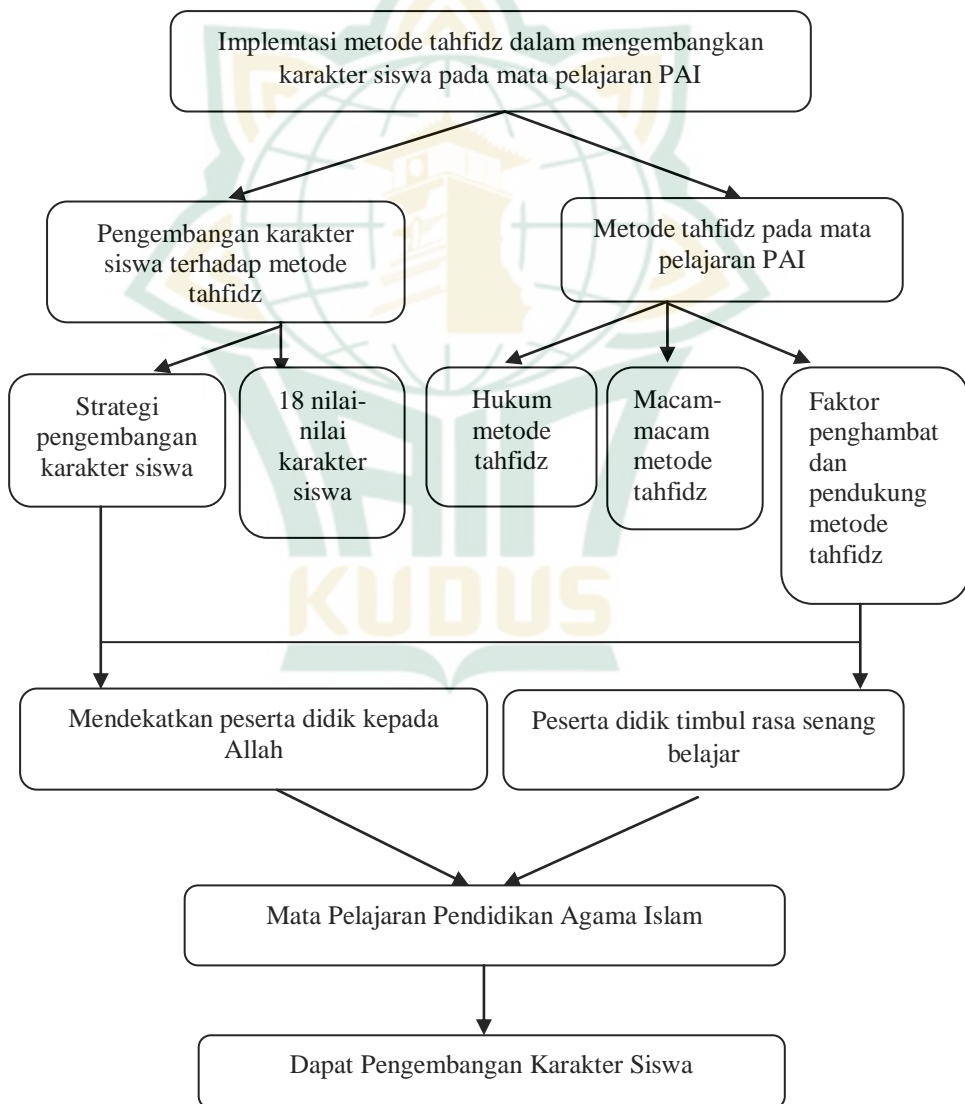 Implemtasi metode tahfidz dalam mengembangkan
karakter siswa pada mata pelajaran PAI
Pengembangan karakter
siswa terhadap metode
tahfidz
Metode tahfidz pada mata
pelajaran PAI
Strategi
pengembangan
karakter siswa
18 nilai-
nilai
karakter
siswa
Hukum
metode
tahfidz
Macam-
macam
metode
tahfidz
Faktor
penghambat
dan
pendukung
metode
tahfidz
KUDUS
Mendekatkan peserta didik kepada
Allah
Peserta didik timbul rasa senang
belajar
Mata Pelajaran Pendidikan Agama Islam
Dapat Pengembangan Karakter Siswa